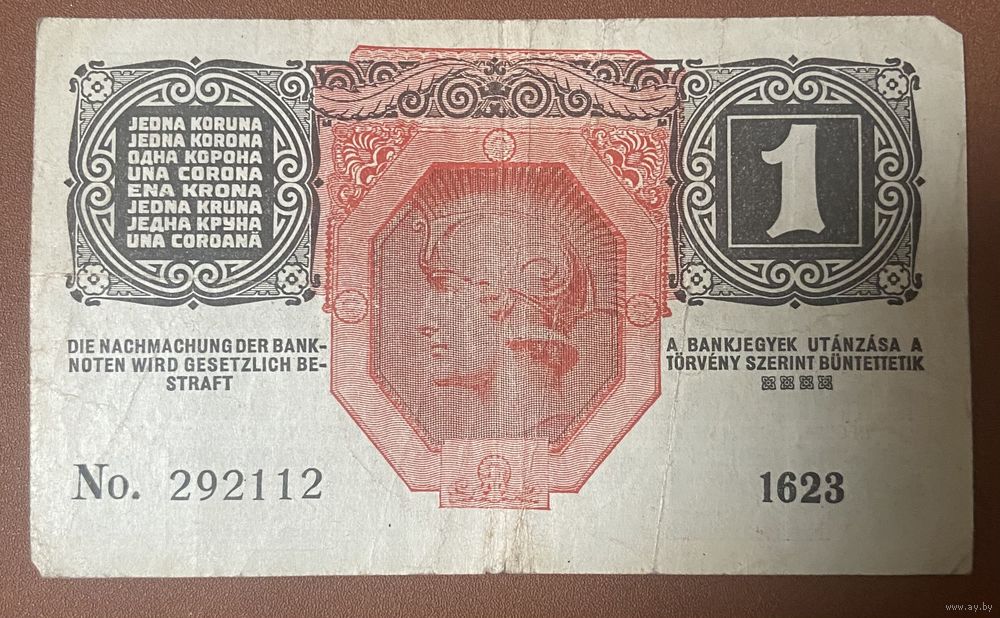 JEDNA KORUNA
JEDNA KORONA
ОДНА КОРОНА
UNA CORONA
ENA KRONA
JEDNA KRUNA
ЈЕДНА КРУНА
UNA COROANĂ
1
DIE NACHMACHUNG DER BANK-
NOTEN WIRD GESETZLICH BE-
STRAFT
A BANKJEGYEK UTÁNZÁSA A
TÖRVÉNY SZERINT BÜNTETTETIK
No. 292112
1623
www.ay.by